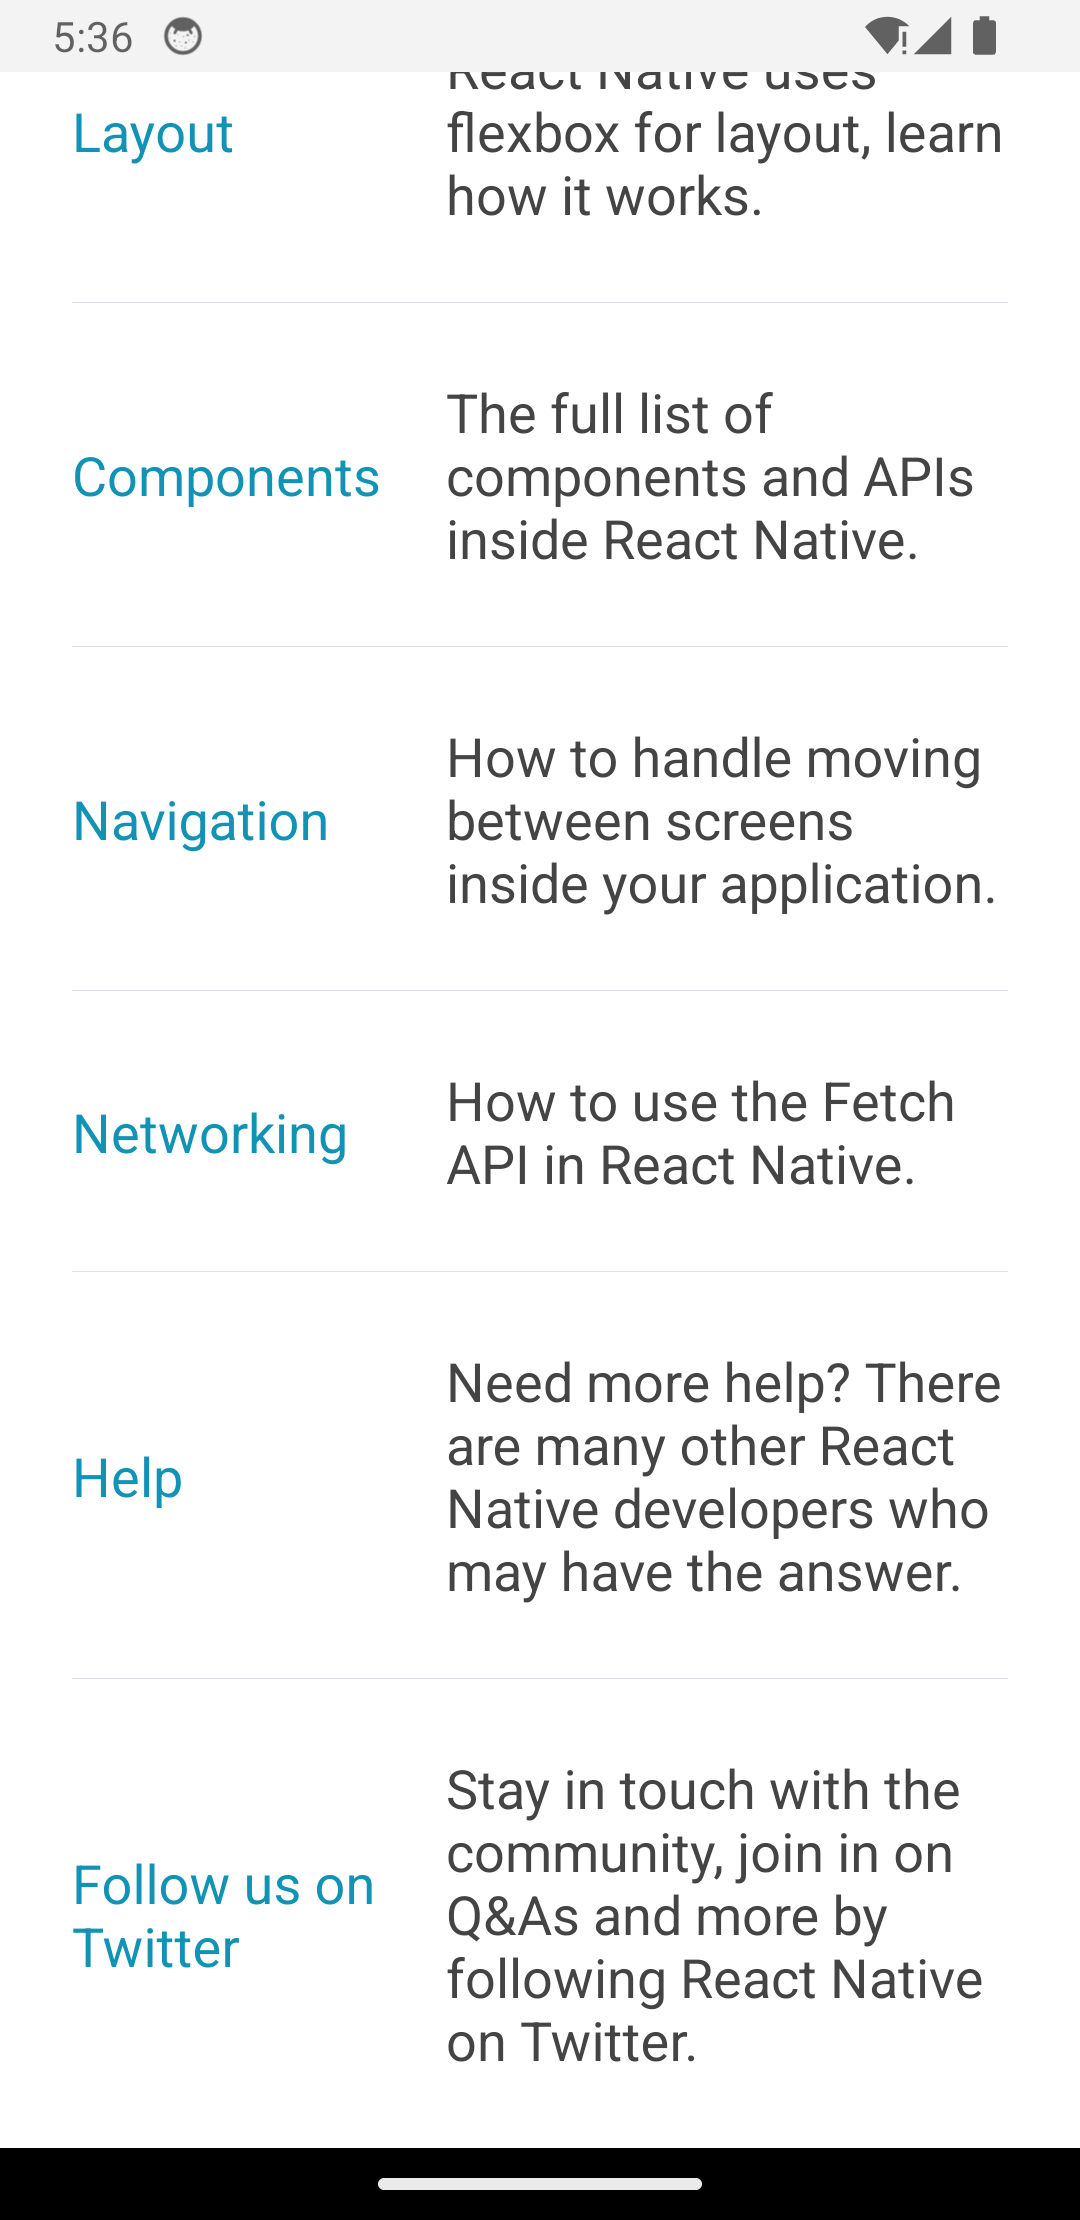 5:36
React Native uses
Layout
flexbox for layout, learn
how it works.
The full list of
Components
components and APIs
inside React Native.
How to handle moving
Navigation
between screens
inside your application.
How to use the Fetch
Networking
API in React Native.
Need more help? There
are many other React
Help
Native developers who
may have the answer.
Stay in touch with the
community, join in on
Follow us on
Twitter
Q&As and more by
following React Native
on Twitter.